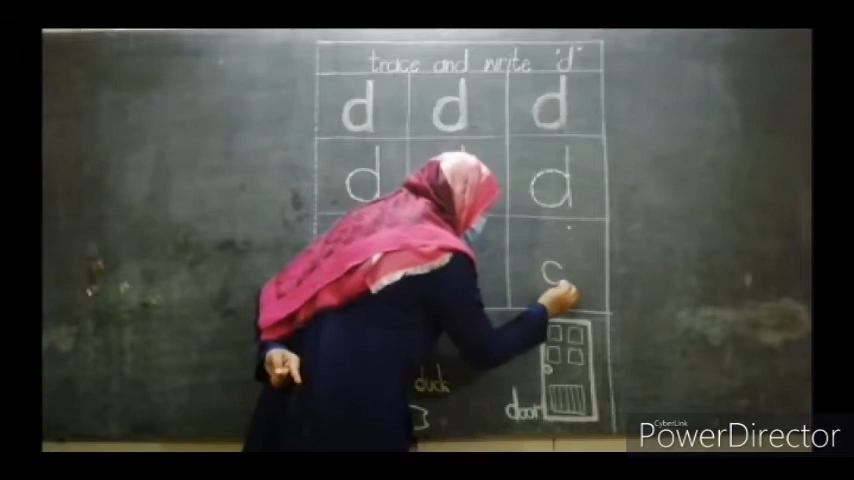 trace and write "d"
d d d
d d
c
duck
door
CyberLink
PowerDirector